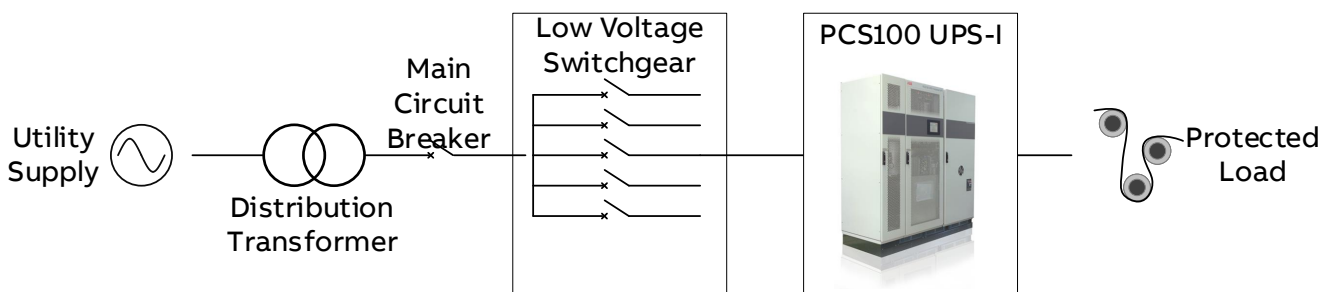 Utility
Supply
Distribution
Transformer
Main
Circuit
Breaker
Low Voltage
Switchgear
PCS100 UPS-I
Protected
Load